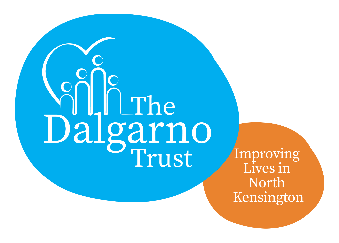 The
Dalgarno
Trust
Improving
Lives in
North
Kensington